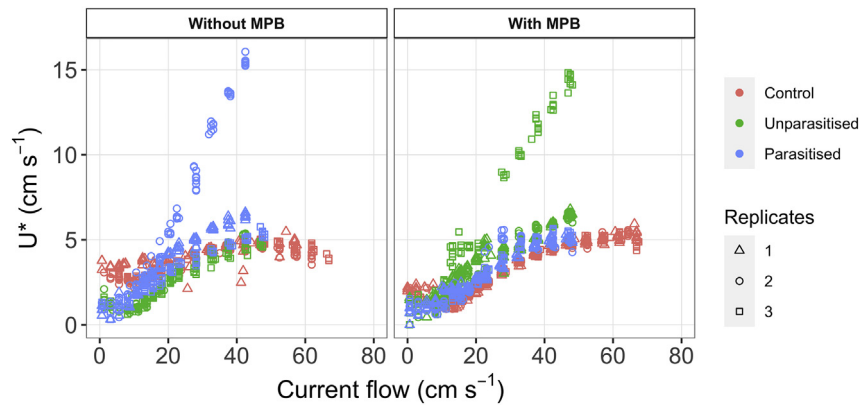 Without MPB
With MPB
U* (cm s⁻¹)
15
10
5
0
0 20 40 60 80
0 20 40 60 80
Current flow (cm s⁻¹)
Control
Unparasitised
Parasitised
Replicates
1
2
3